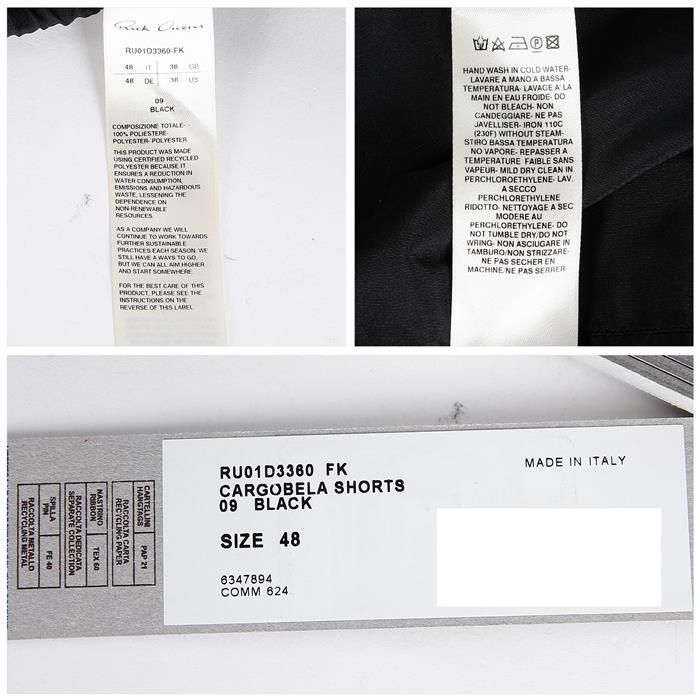 Rick Owens
RU01D3360-FK
48 IT 38 GB
48 DE 38 US
09
BLACK
COMPOSIZIONE TOTALE-
100% POLIESTERE-
POLYESTER- POLYESTER
THIS PRODUCT WAS MADE
USING CERTIFIED RECYCLED
POLYESTER BECAUSE IT
ENSURES A REDUCTION IN
WATER CONSUMPTION,
EMISSIONS AND HAZARDOUS
WASTE, LESSENING THE
DEPENDENCE ON
NON-RENEWABLE
RESOURCES.
AS A COMPANY WE WILL
CONTINUE TO WORK TOWARDS
FURTHER SUSTAINABLE
PRACTICES EACH SEASON. WE
STILL HAVE A WAYS TO GO,
BUT WE CAN ALL AIM HIGHER
AND START SOMEWHERE.
FOR THE BEST CARE OF THIS
PRODUCT, PLEASE SEE THE
INSTRUCTIONS ON THE
REVERSE OF THIS LABEL.
HAND WASH IN COLD WATER-
LAVARE A MANO A BASSA
TEMPERATURA- LAVAGE A' LA
MAIN EN EAU FROIDE- DO
NOT BLEACH- NON
CANDEGGIARE- NE PAS
JAVELLISER- IRON 110C
(230F) WITHOUT STEAM-
STIRO BASSA TEMPERATURA
NO VAPORE- REPASSER A
TEMPERATURE FAIBLE SANS
VAPEUR- MILD DRY CLEAN IN
PERCHLOROETHYLENE- LAV.
A SECCO
PERCHLORETHYLENE
RIDOTTO- NETTOYAGE A SEC
MODERE AU
PERCHLORETHYLENE- DO
NOT TUMBLE DRY/DO NOT
WRING- NON ASCIUGARE IN
TAMBURO/NON STRIZZARE-
NE PAS SECHER EN
MACHINE/NE PAS SERRER-
CARTELLINI
HANGTAGS
PAP 21
RACCOLTA CARTA
RECYCLING PAPER
NASTRINO
RIBBON
TEX 60
RACCOLTA DEDICATA
SEPARATE COLLECTION
SPILLA
PIN
FE 40
RACCOLTA METALLO
RECYCLING METAL
RU01D3360 FK
CARGOBELA SHORTS
09 BLACK
SIZE 48
6347894
COMM 624
MADE IN ITALY